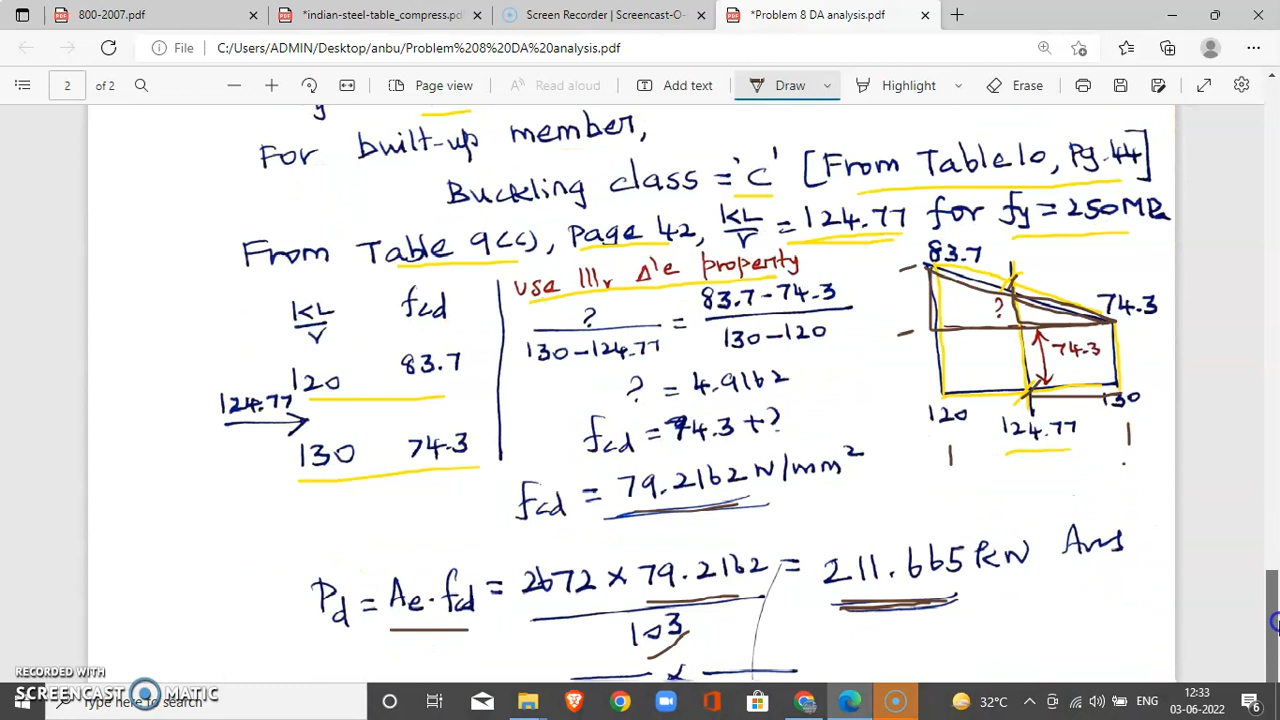 800-2007.pdf
*indian-steel-table_compress.pdf
Screen Recorder | Screencast-O-
*Problem 8 DA analysis.pdf
File
C:/Users/ADMIN/Desktop/anbu/Problem%208%20DA%20analysis.pdf
2 of 2
Page view
Read aloud
Add text
Draw
Highlight
Erase
For built-up member,
Buckling class = 'c' [From Table 10, Pg.44]
From Table 9(c), Page 42, KL/r = 124.77 for fy = 250MPa
use lllr Δ'e property
KL/r fcd
120 83.7
124.77
130 74.3
?/(130-124.77) = (83.7-74.3)/(130-120)
? = 4.9162
fcd = 74.3 + ?
fcd = 79.2162 N/mm²
83.7
74.3
?
74.3
120
124.77
130
Pd = Ae.fcd = (2672 × 79.2162)/10³ = 211.665 kN Ans
RECORDED WITH
SCREENCAST MATIC
Type here to search
32°C
ENG
12:33
03-06-2022
6